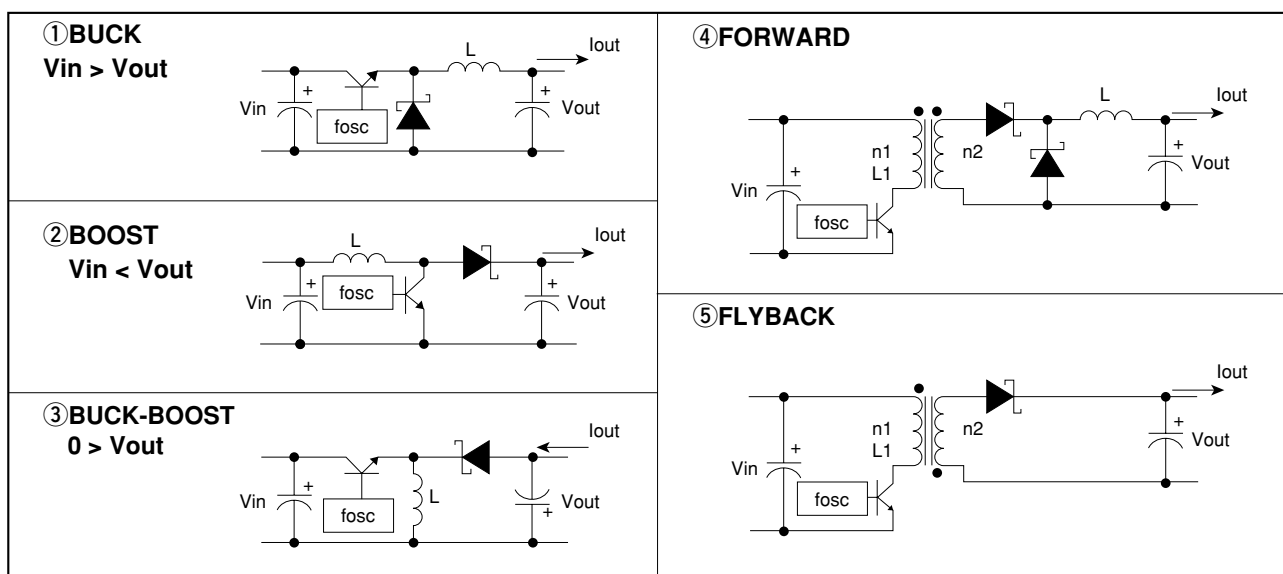 ①BUCK
Vin > Vout
L
Iout
Vin
+
fosc
+
Vout
②BOOST
Vin < Vout
L
Iout
Vin
+
fosc
+
Vout
③BUCK-BOOST
0 > Vout
Iout
Vin
+
fosc
L
+
Vout
④FORWARD
L
Iout
n1
L1
n2
Vin
+
fosc
+
Vout
⑤FLYBACK
Iout
n1
L1
n2
Vin
+
fosc
+
Vout